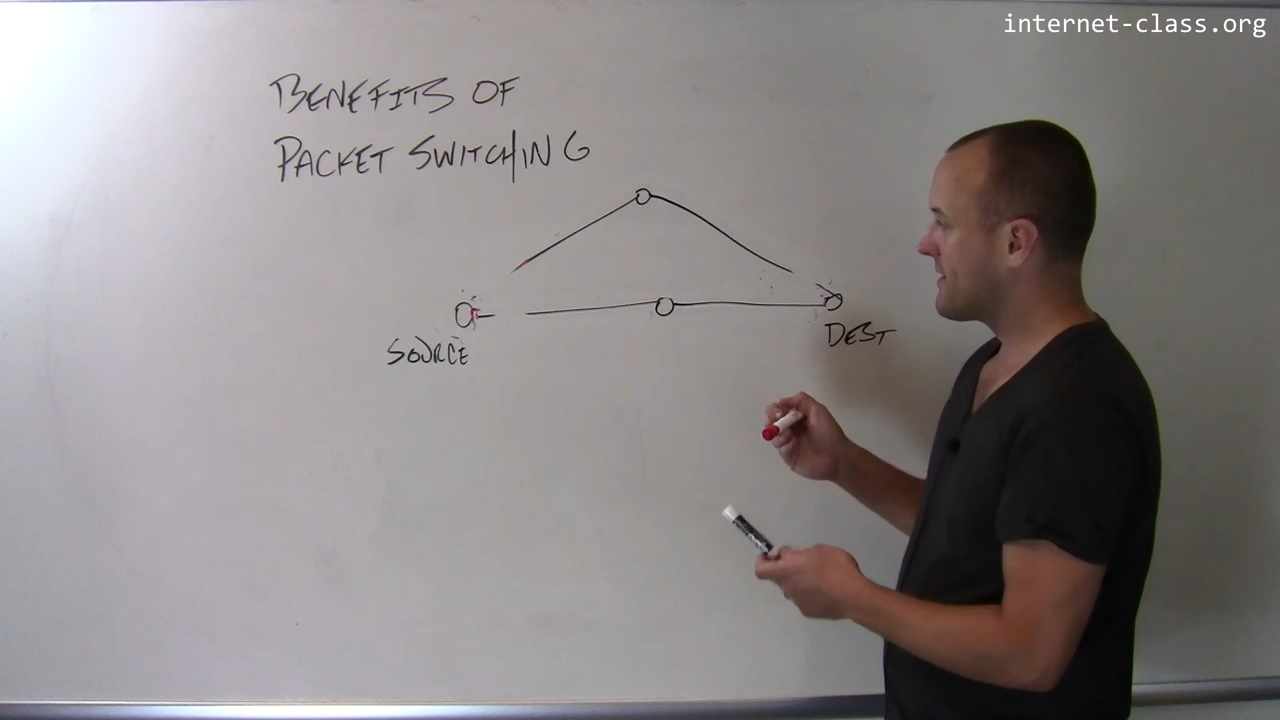 internet-class.org
BENEFITS OF
PACKET SWITCHING
SOURCE
DEST